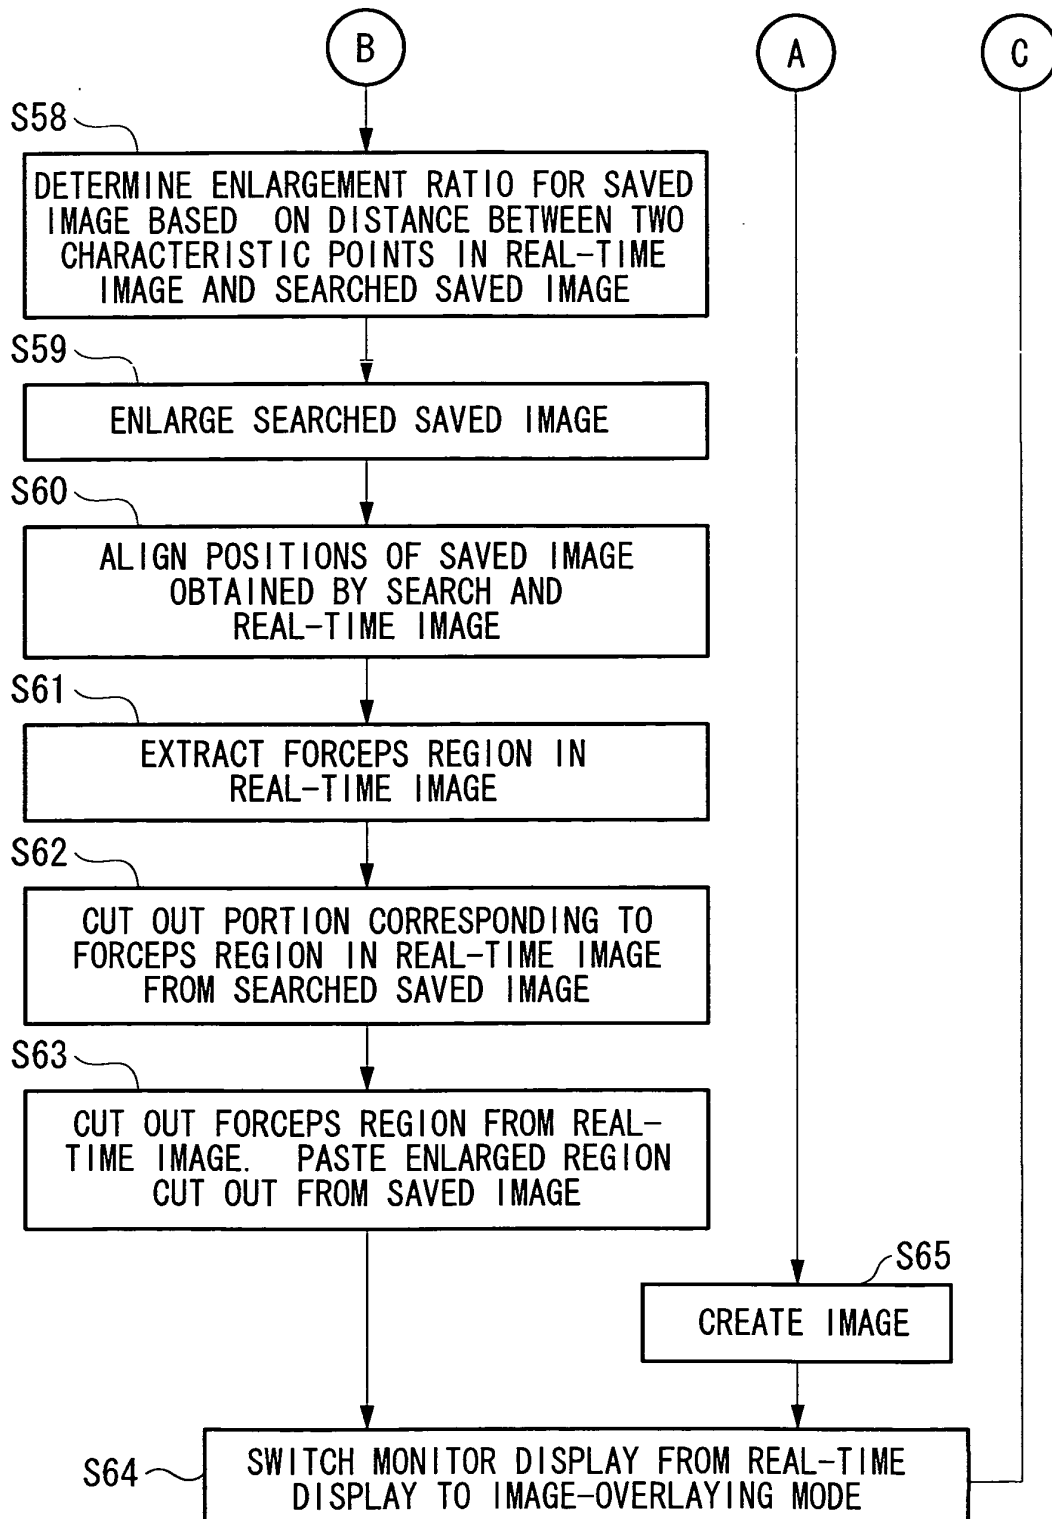 B
A
C
S58
DETERMINE ENLARGEMENT RATIO FOR SAVED
IMAGE BASED ON DISTANCE BETWEEN TWO
CHARACTERISTIC POINTS IN REAL-TIME
IMAGE AND SEARCHED SAVED IMAGE
S59
ENLARGE SEARCHED SAVED IMAGE
S60
ALIGN POSITIONS OF SAVED IMAGE
OBTAINED BY SEARCH AND
REAL-TIME IMAGE
S61
EXTRACT FORCEPS REGION IN
REAL-TIME IMAGE
S62
CUT OUT PORTION CORRESPONDING TO
FORCEPS REGION IN REAL-TIME IMAGE
FROM SEARCHED SAVED IMAGE
S63
CUT OUT FORCEPS REGION FROM REAL-
TIME IMAGE. PASTE ENLARGED REGION
CUT OUT FROM SAVED IMAGE
S65
CREATE IMAGE
S64
SWITCH MONITOR DISPLAY FROM REAL-TIME
DISPLAY TO IMAGE-OVERLAYING MODE